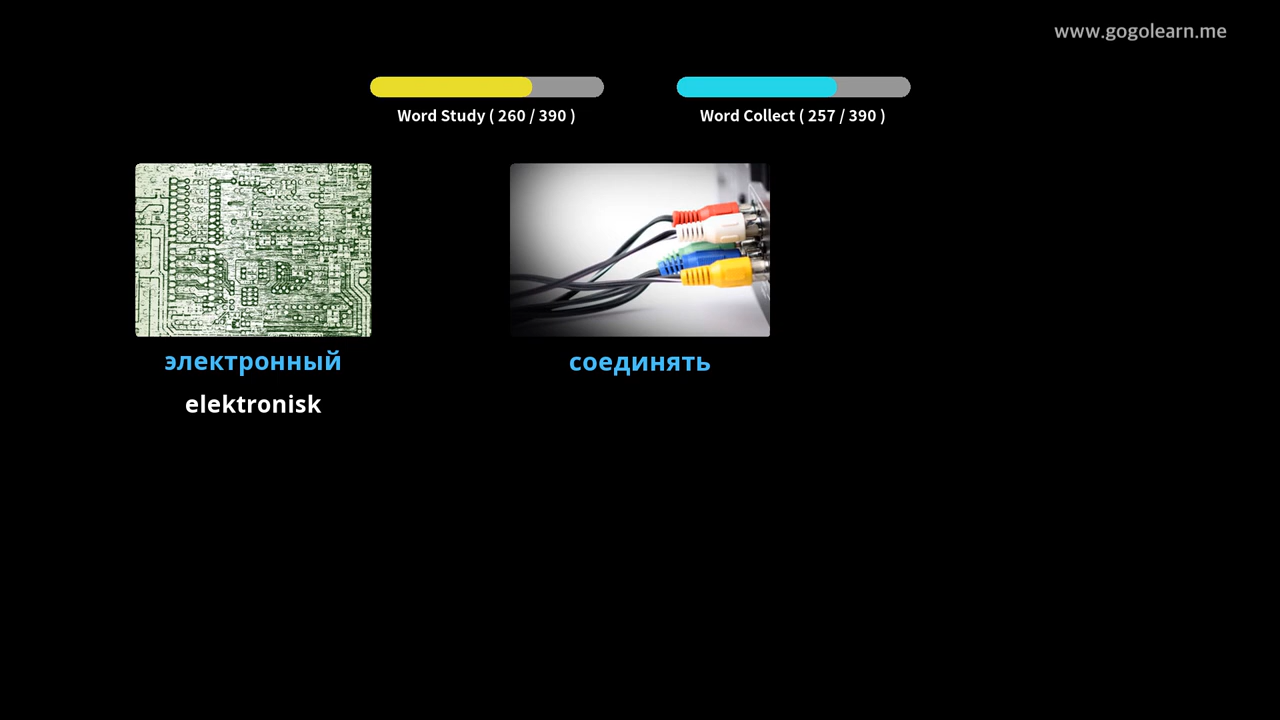 www.gogolearn.me
Word Study ( 260 / 390 )
Word Collect ( 257 / 390 )
электронный
соединять
elektronisk